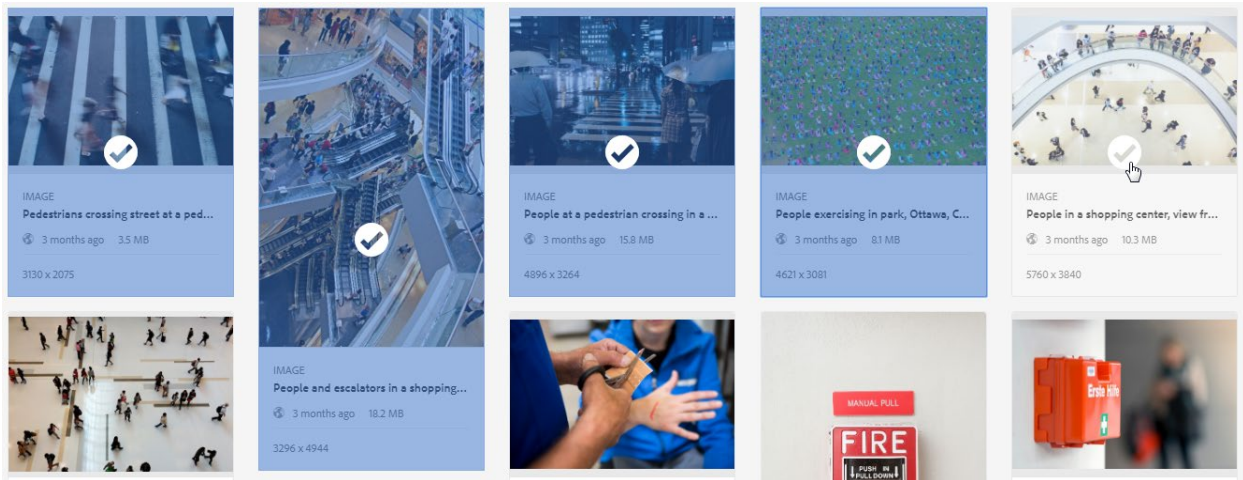 IMAGE
Pedestrians crossing street at a ped...
3 months ago 3.5 MB
3130 x 2075
IMAGE
People and escalators in a shopping...
3 months ago 18.2 MB
3296 x 4944
IMAGE
People at a pedestrian crossing in a ...
3 months ago 15.8 MB
4896 x 3264
IMAGE
People exercising in park, Ottawa, C...
3 months ago 8.1 MB
4621 x 3081
IMAGE
People in a shopping center, view fr...
3 months ago 10.3 MB
5760 x 3840
MANUAL PULL
FIRE
PUSH IN
PULL DOWN
Erste Hilfe